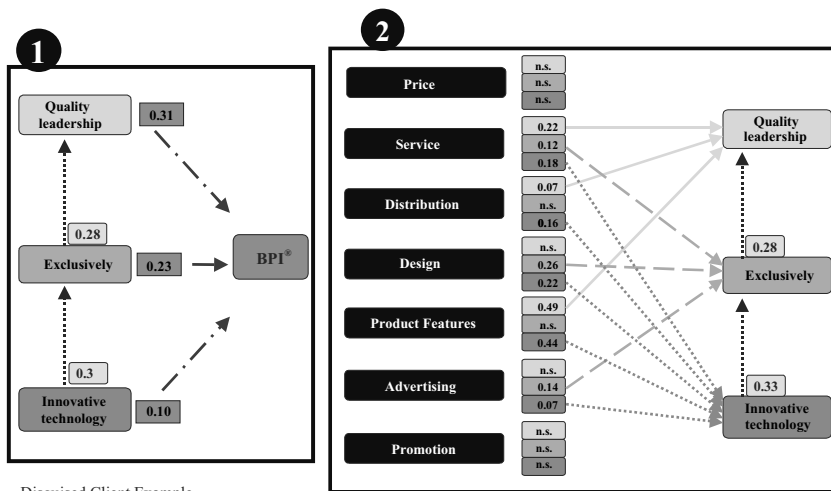 1
Quality
leadership
0.31
0.28
Exclusively
0.23
BPI®
0.3
Innovative
technology
0.10
2
Price
n.s.
n.s.
n.s.
Service
0.22
0.12
0.18
Distribution
0.07
n.s.
0.16
Design
n.s.
0.26
0.22
Product Features
0.49
n.s.
0.44
Advertising
n.s.
0.14
0.07
Promotion
n.s.
n.s.
n.s.
Quality
leadership
0.28
Exclusively
0.33
Innovative
technology
Disguised Client Example